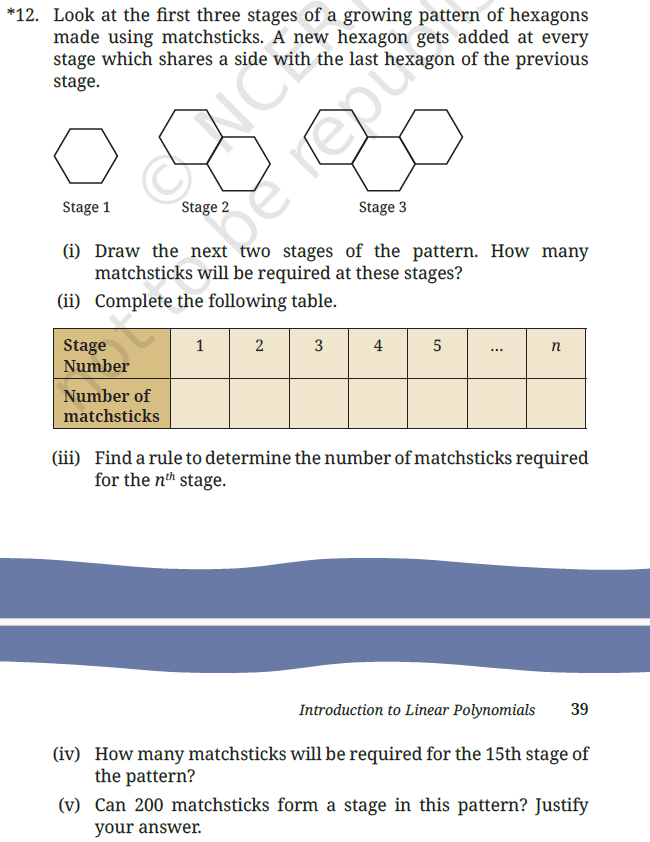 *12. Look at the first three stages of a growing pattern of hexagons
made using matchsticks. A new hexagon gets added at every
stage which shares a side with the last hexagon of the previous
stage.
© NCERT
not to be republis
Stage 1 Stage 2 Stage 3
(i) Draw the next two stages of the pattern. How many
matchsticks will be required at these stages?
(ii) Complete the following table.
Stage Number 1 2 3 4 5 ... n
Number of matchsticks
(iii) Find a rule to determine the number of matchsticks required
for the nth stage.
Introduction to Linear Polynomials 39
(iv) How many matchsticks will be required for the 15th stage of
the pattern?
(v) Can 200 matchsticks form a stage in this pattern? Justify
your answer.